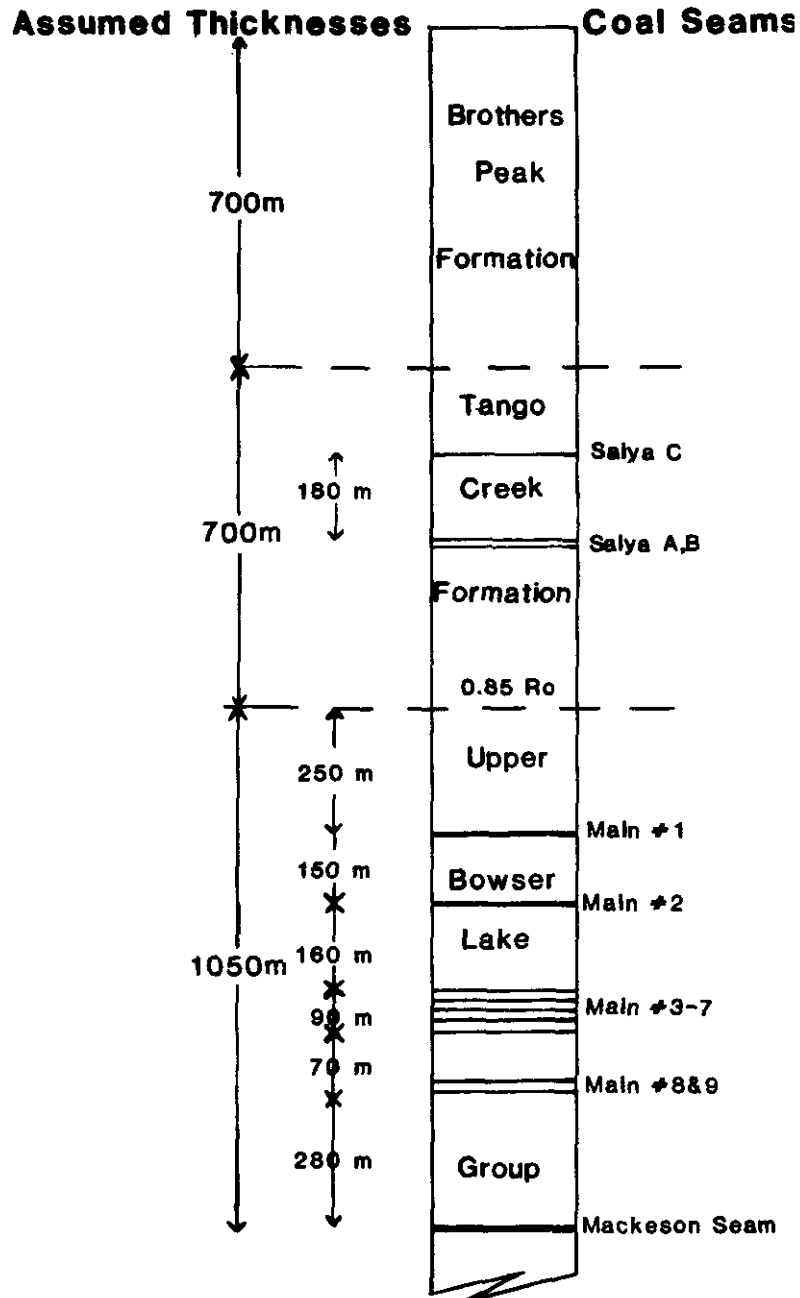 Assumed Thicknesses
Coal Seams
Brothers
Peak
700m
Formation
Tango
Saiya C
180 m
Creek
700m
Saiya A,B
Formation
0.85 Ro
Upper
250 m
Main #1
150 m
Bowser
Main #2
Lake
160 m
1050m
Main #3-7
90 m
70 m
Main #8&9
280 m
Group
Mackeson Seam